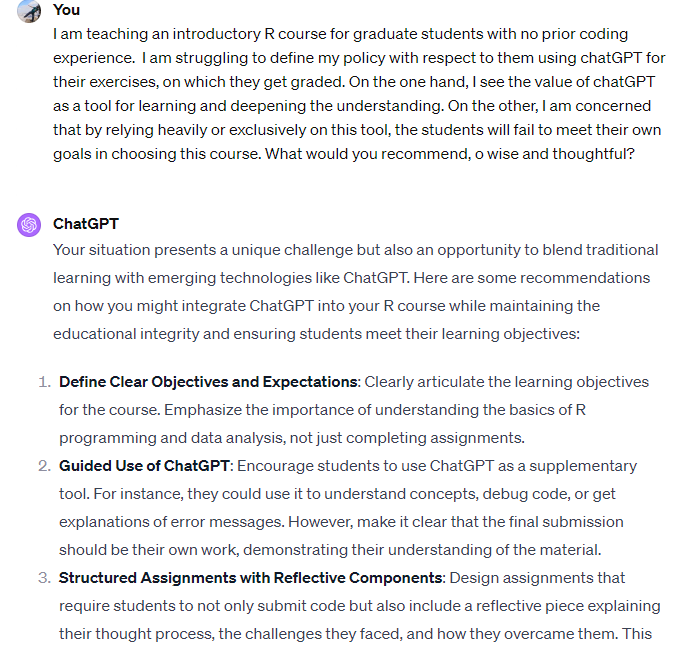 You
I am teaching an introductory R course for graduate students with no prior coding
experience.  I am struggling to define my policy with respect to them using chatGPT for
their exercises, on which they get graded. On the one hand, I see the value of chatGPT
as a tool for learning and deepening the understanding. On the other, I am concerned
that by relying heavily or exclusively on this tool, the students will fail to meet their own
goals in choosing this course. What would you recommend, o wise and thoughtful?
ChatGPT
Your situation presents a unique challenge but also an opportunity to blend traditional
learning with emerging technologies like ChatGPT. Here are some recommendations
on how you might integrate ChatGPT into your R course while maintaining the
educational integrity and ensuring students meet their learning objectives:
1. Define Clear Objectives and Expectations: Clearly articulate the learning objectives
for the course. Emphasize the importance of understanding the basics of R
programming and data analysis, not just completing assignments.
2. Guided Use of ChatGPT: Encourage students to use ChatGPT as a supplementary
tool. For instance, they could use it to understand concepts, debug code, or get
explanations of error messages. However, make it clear that the final submission
should be their own work, demonstrating their understanding of the material.
3. Structured Assignments with Reflective Components: Design assignments that
require students to not only submit code but also include a reflective piece explaining
their thought process, the challenges they faced, and how they overcame them. This